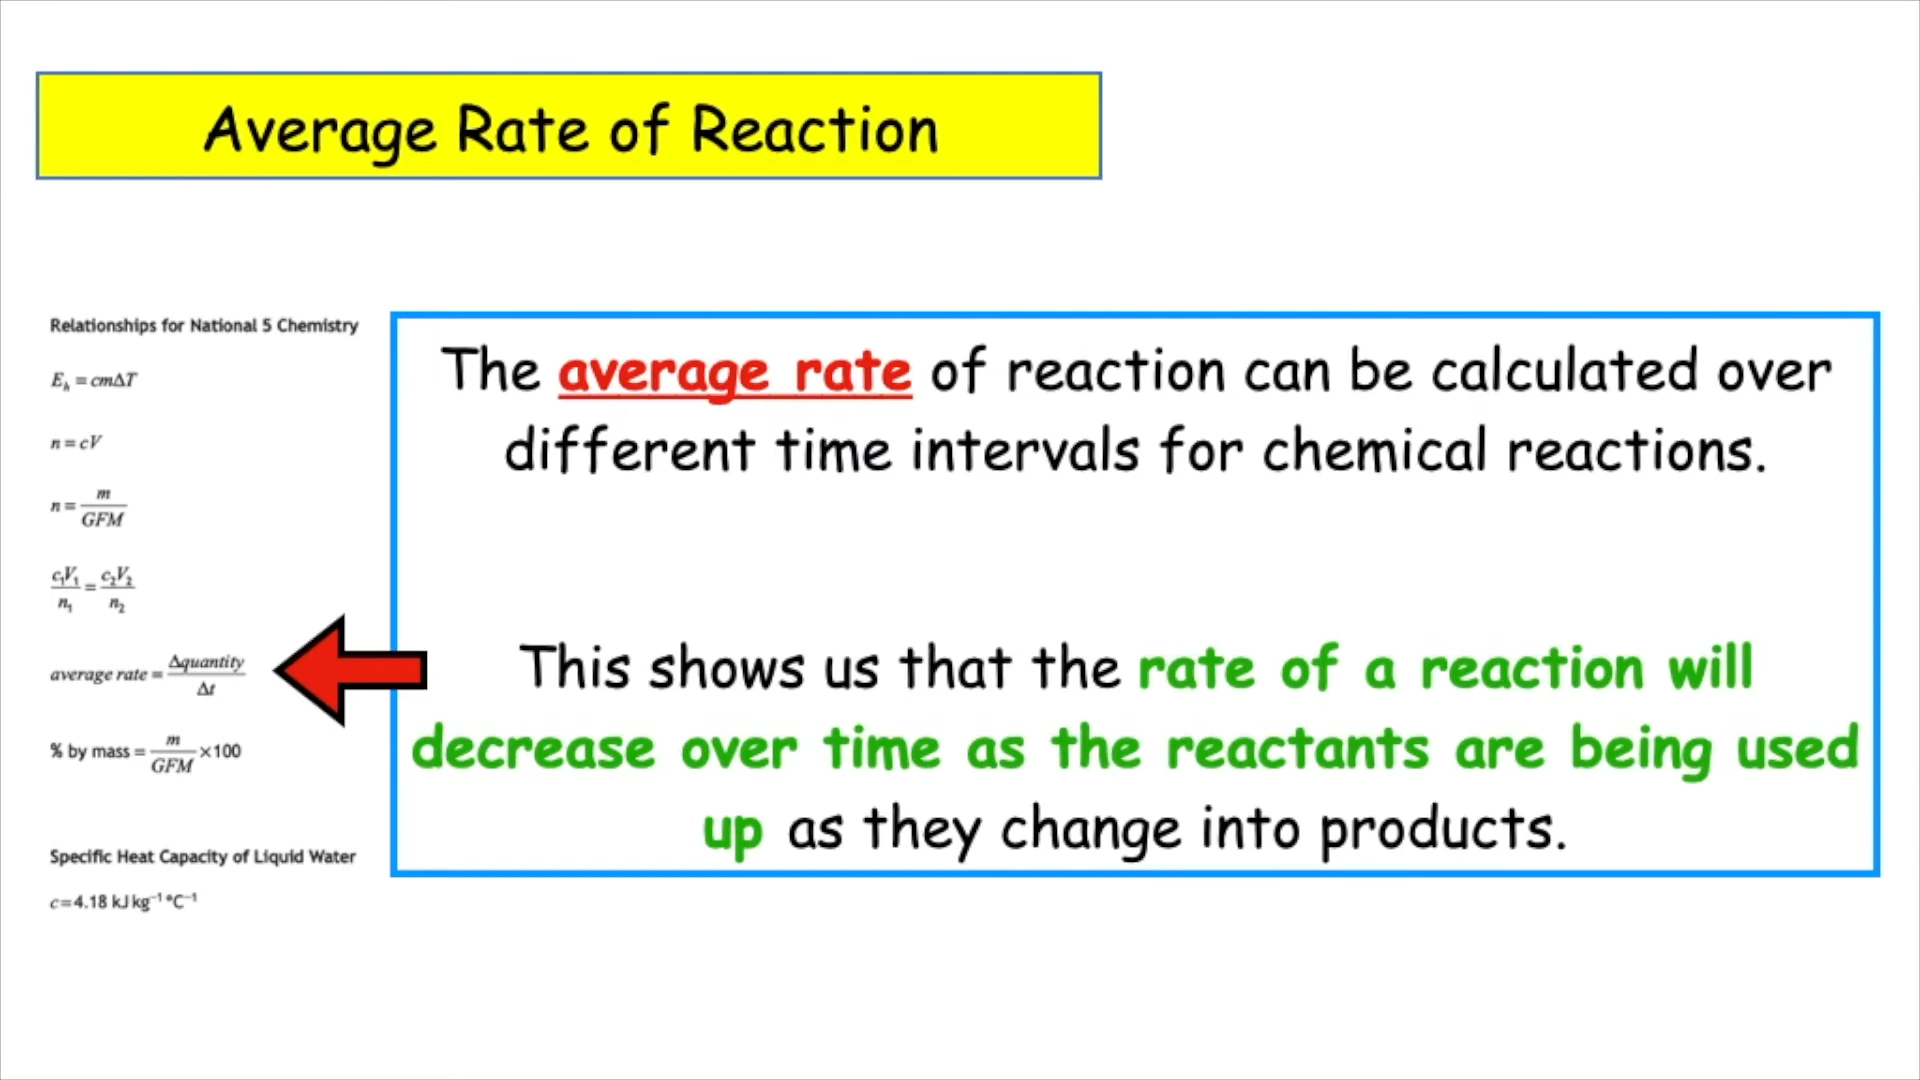 Average Rate of Reaction
Relationships for National 5 Chemistry
Eₕ = cmΔT
n = cV
n = m/GFM
c₁V₁/n₁ = c₂V₂/n₂
average rate = Δquantity/Δt
% by mass = m/GFM ×100
Specific Heat Capacity of Liquid Water
c=4.18 kJ kg⁻¹ °C⁻¹
The average rate of reaction can be calculated over
different time intervals for chemical reactions.
This shows us that the rate of a reaction will
decrease over time as the reactants are being used
up as they change into products.